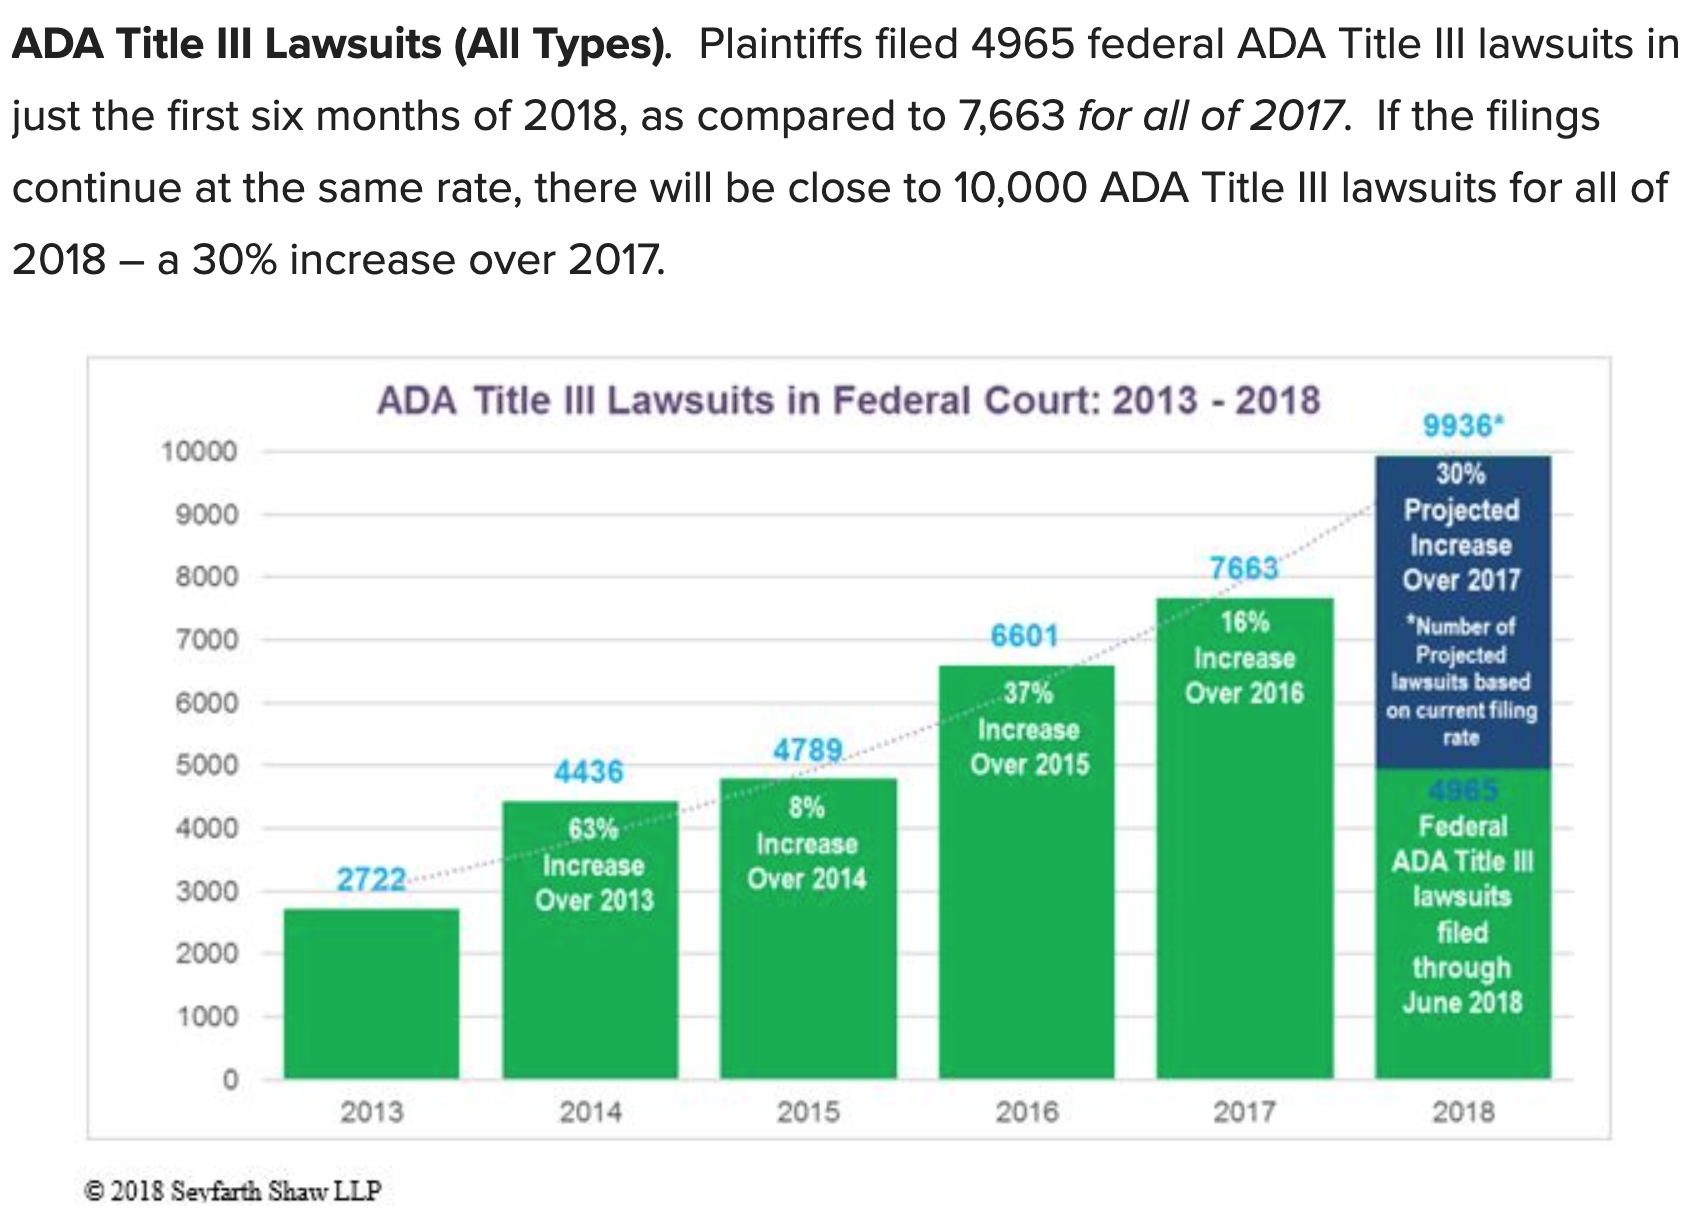 ADA Title III Lawsuits (All Types).  Plaintiffs filed 4965 federal ADA Title III lawsuits in
just the first six months of 2018, as compared to 7,663 for all of 2017.  If the filings
continue at the same rate, there will be close to 10,000 ADA Title III lawsuits for all of
2018 – a 30% increase over 2017.
ADA Title III Lawsuits in Federal Court: 2013 - 2018
10000
9000
8000
7000
6000
5000
4000
3000
2000
1000
0
2722
4436
63%
Increase
Over 2013
4789
8%
Increase
Over 2014
6601
37%
Increase
Over 2015
7663
16%
Increase
Over 2016
9936*
30%
Projected
Increase
Over 2017
*Number of
Projected
lawsuits based
on current filing
rate
4965
Federal
ADA Title III
lawsuits
filed
through
June 2018
2013
2014
2015
2016
2017
2018
© 2018 Seyfarth Shaw LLP